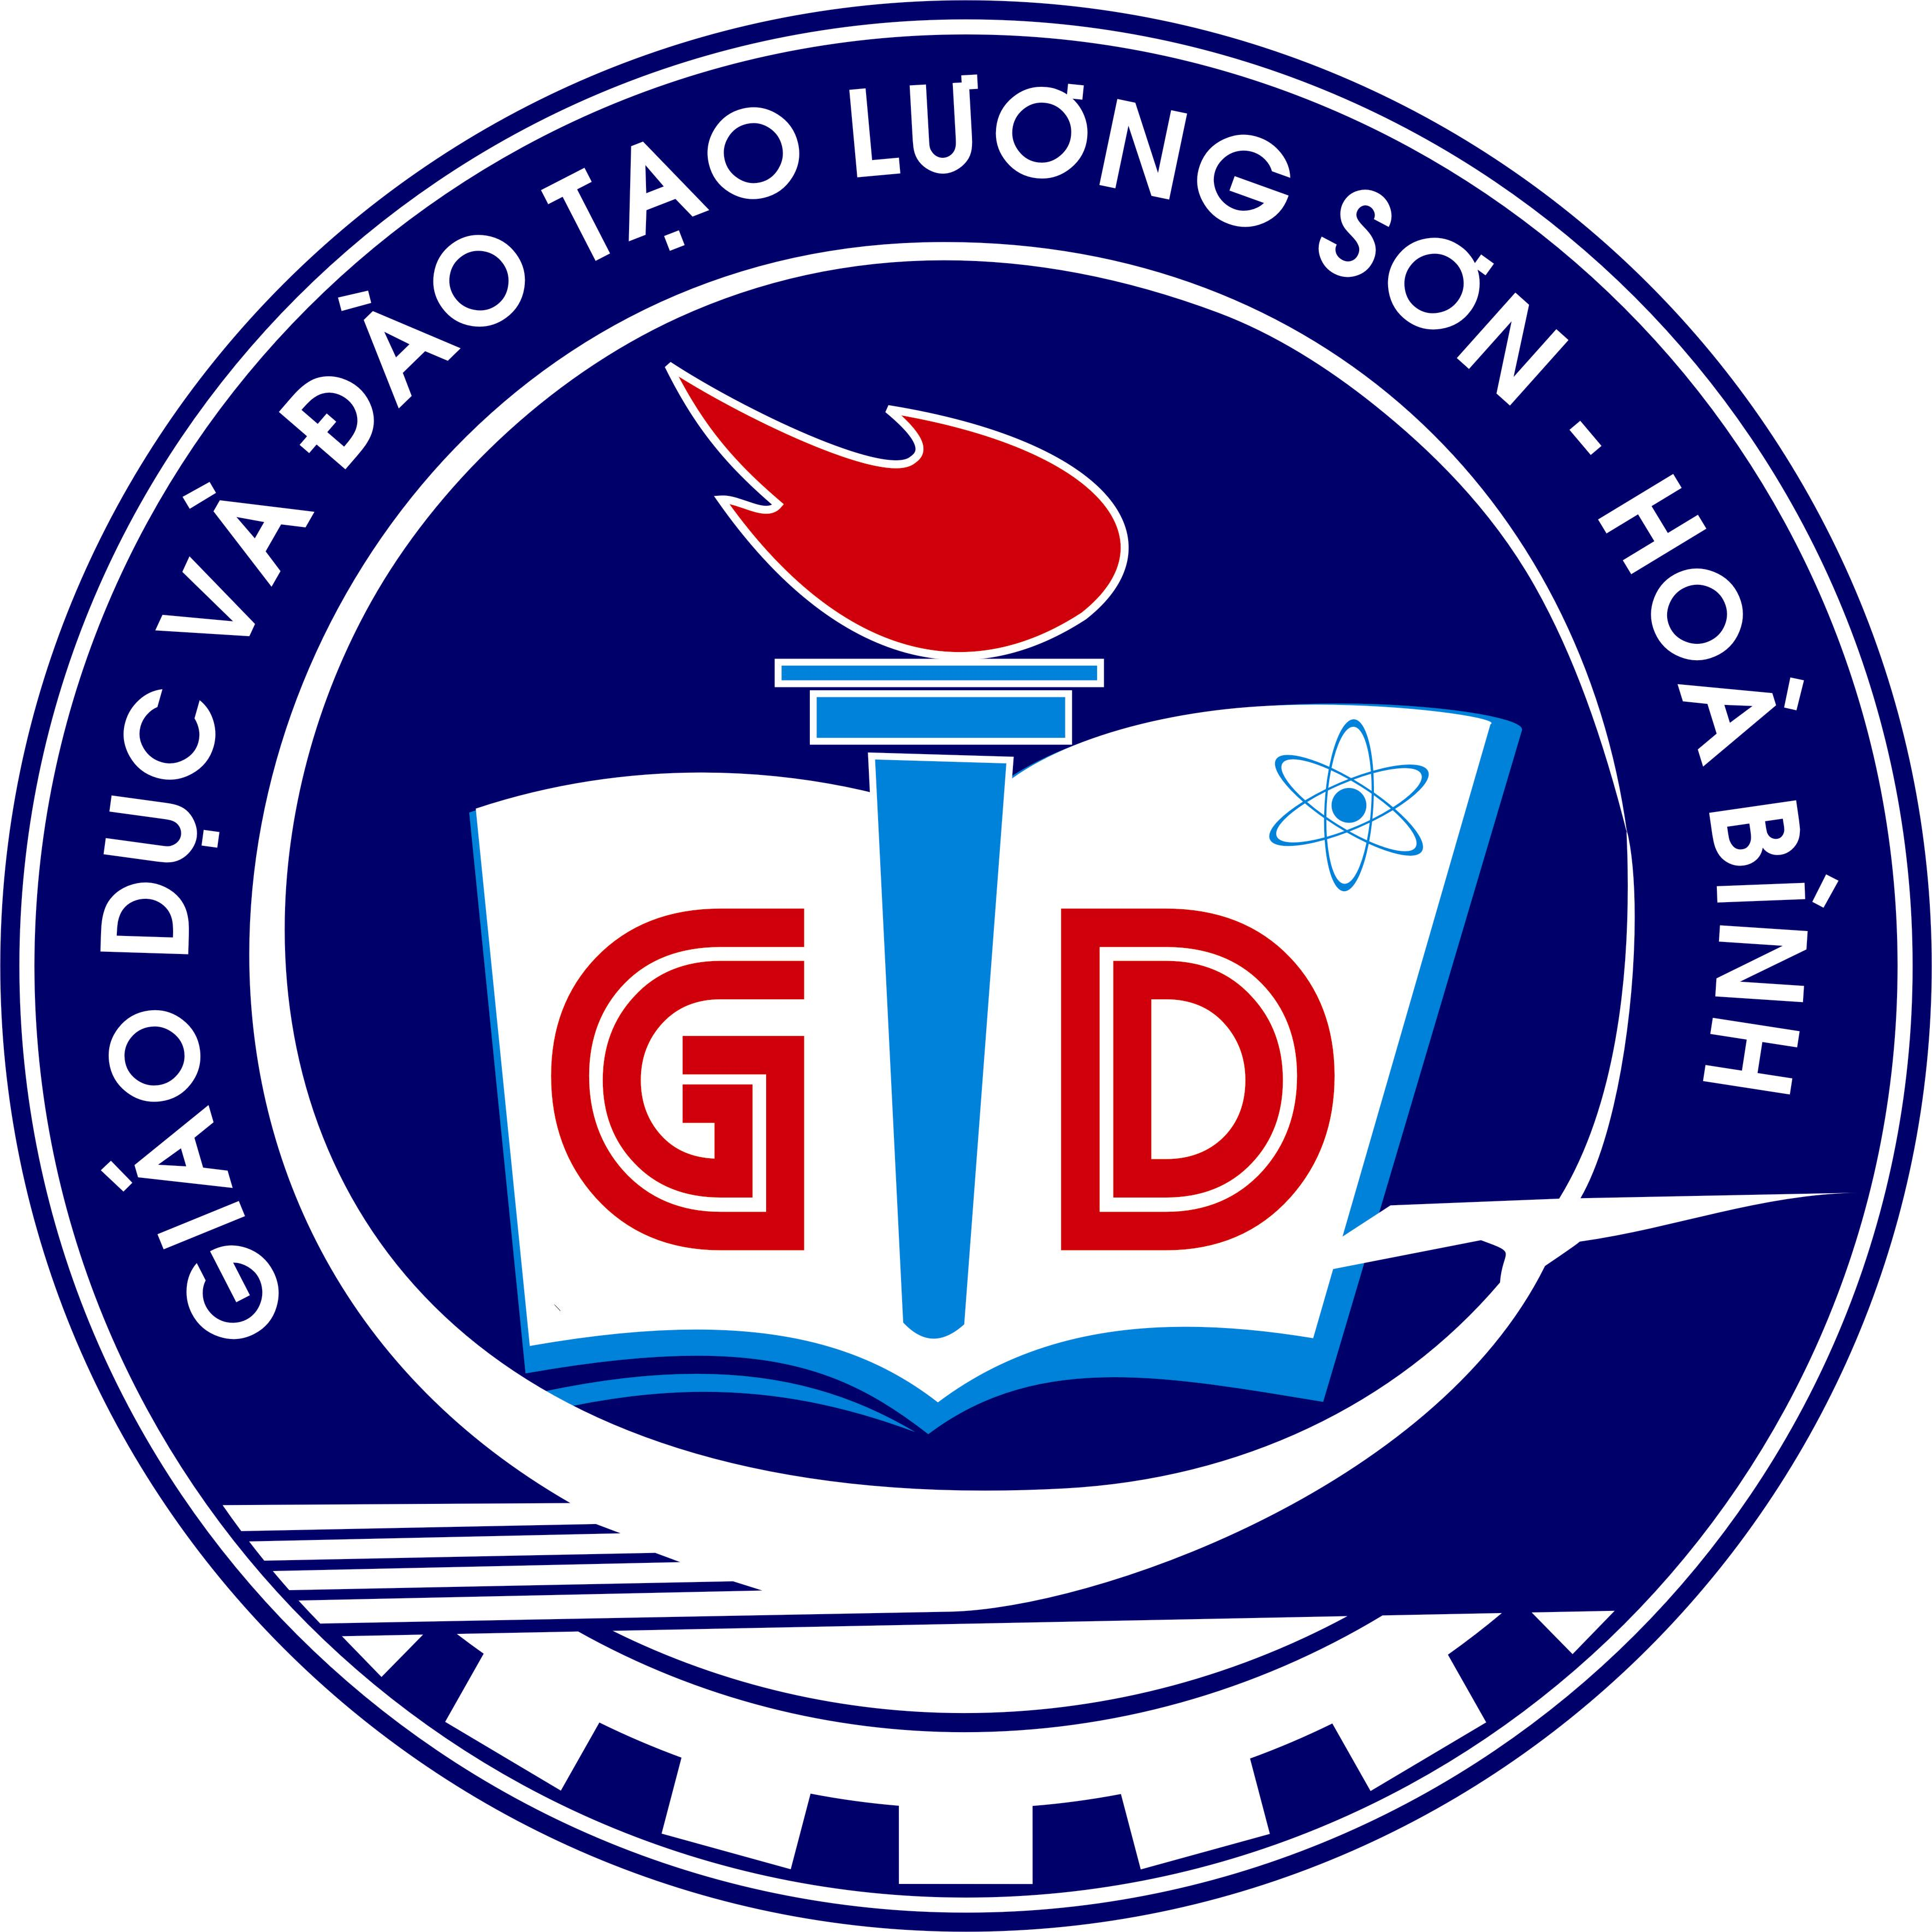 GIÁO DỤC VÀ ĐÀO TẠO LƯƠNG SƠN - HOÀ BÌNH
GD